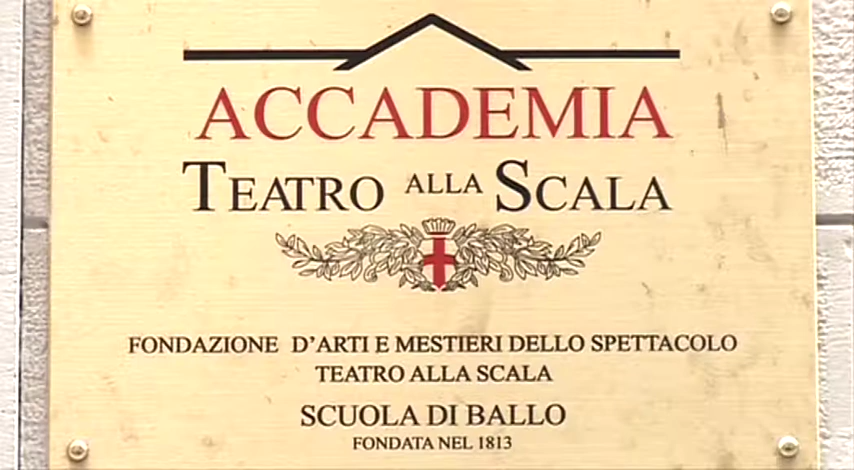 ACCADEMIA
TEATRO ALLA SCALA
FONDAZIONE D'ARTI E MESTIERI DELLO SPETTACOLO
TEATRO ALLA SCALA
SCUOLA DI BALLO
FONDATA NEL 1813